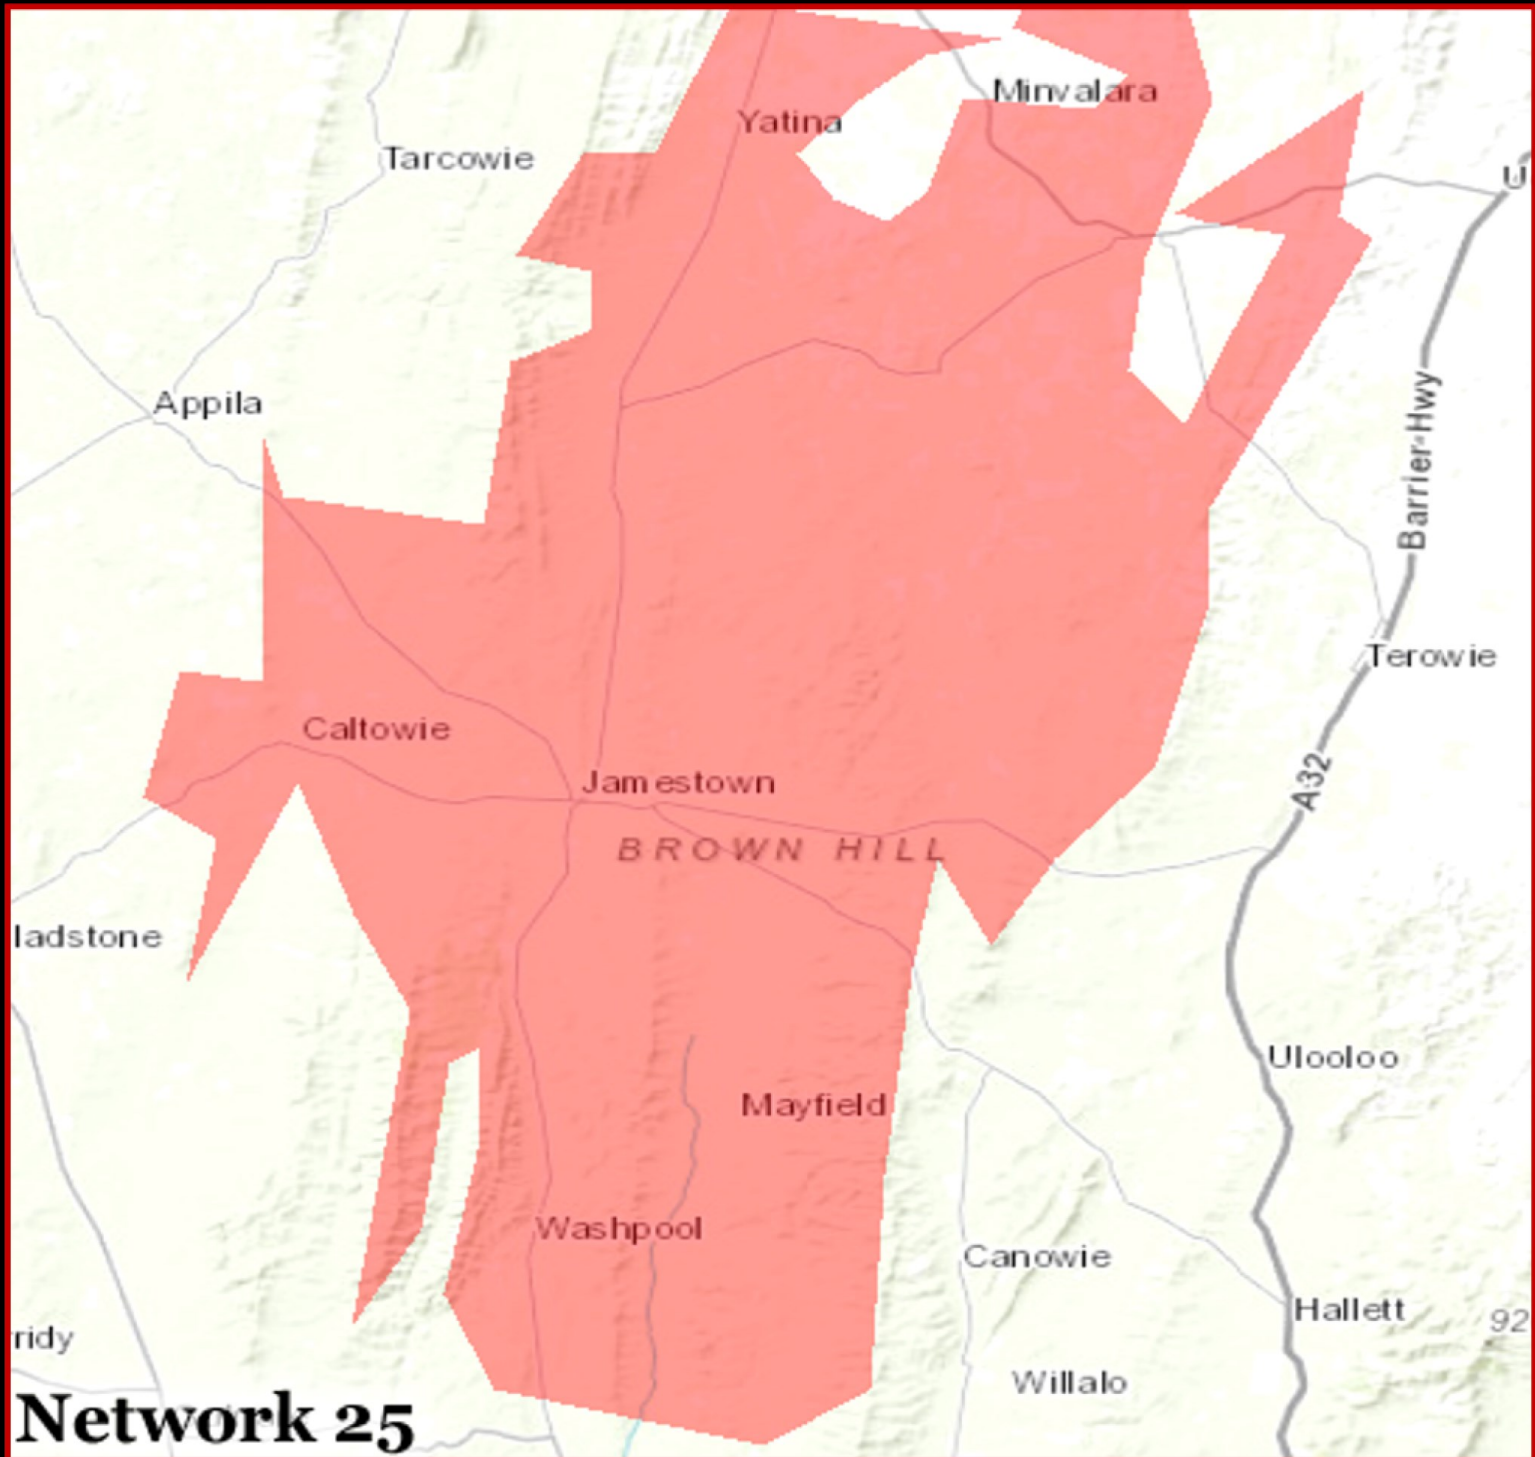 Minvalara
Yatina
Tarcowie
U
Appila
Barrier Hwy
Terowie
Caltowie
A32
Jamestown
BROWN HILL
ladstone
Ulooloo
Mayfield
Washpool
Canowie
Hallett
92
ridy
Willalo
Network 25